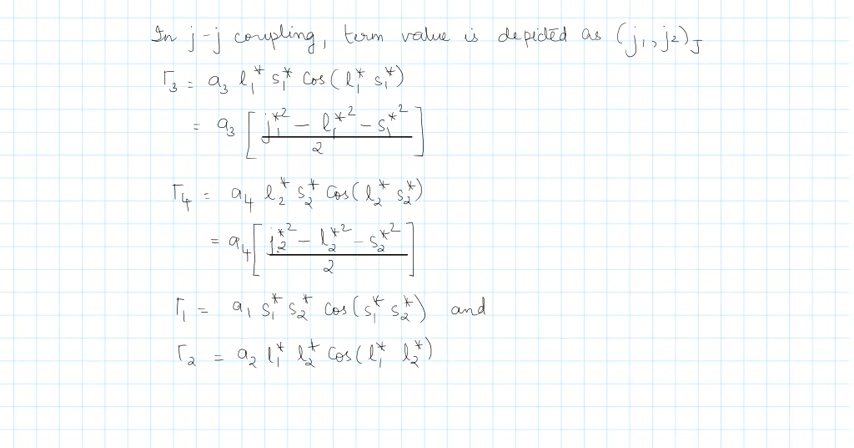 In j-j coupling, term value is depicted as (j₁, j₂)_J
Γ₃ = a₃ l₁* s₁* cos(l₁* s₁*)
= a₃ [ (j₁*² - l₁*² - s₁*²) / 2 ]
Γ₄ = a₄ l₂* s₂* cos(l₂* s₂*)
= a₄ [ (j₂*² - l₂*² - s₂*²) / 2 ]
Γ₁ = a₁ s₁* s₂* cos(s₁* s₂*) and
Γ₂ = a₂ l₁* l₂* cos(l₁* l₂*)